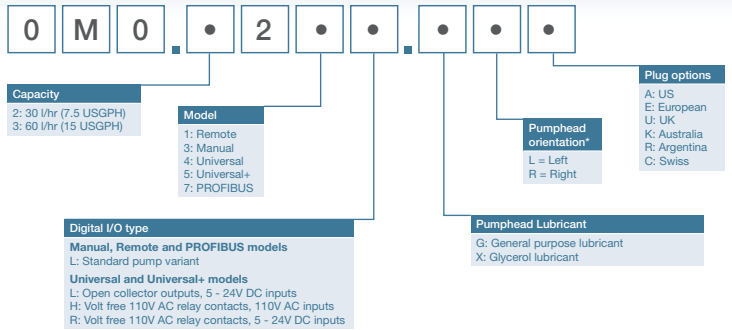 0 M 0 . • 2 • • . • • •
Capacity
2: 30 l/hr (7.5 USGPH)
3: 60 l/hr (15 USGPH)
Model
1: Remote
3: Manual
4: Universal
5: Universal+
7: PROFIBUS
Pumphead
orientation*
L = Left
R = Right
Plug options
A: US
E: European
U: UK
K: Australia
R: Argentina
C: Swiss
Digital I/O type
Manual, Remote and PROFIBUS models
L: Standard pump variant
Universal and Universal+ models
L: Open collector outputs, 5 - 24V DC inputs
H: Volt free 110V AC relay contacts, 110V AC inputs
R: Volt free 110V AC relay contacts, 5 - 24V DC inputs
Pumphead Lubricant
G: General purpose lubricant
X: Glycerol lubricant